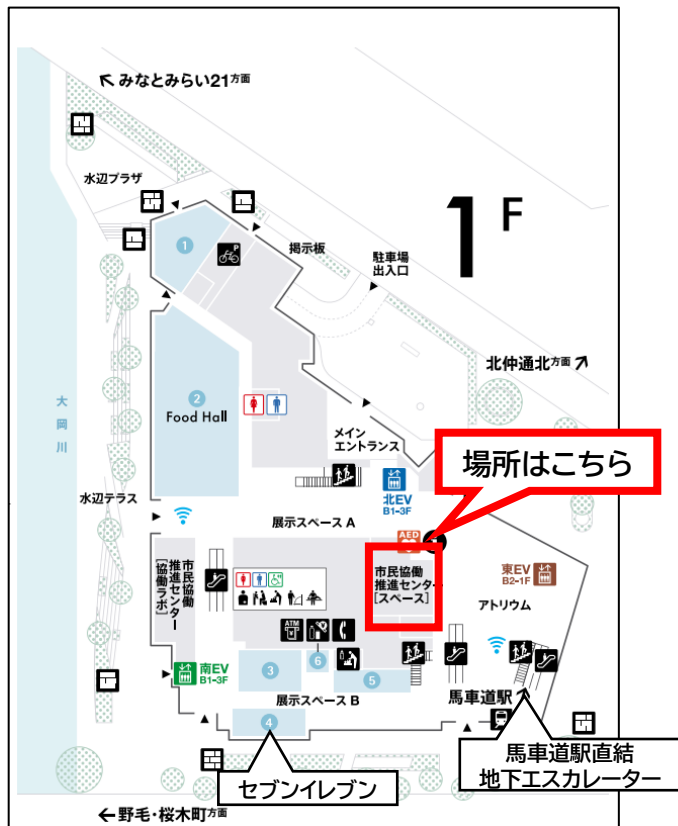 みなとみらい21方面
水辺プラザ
1F
1
P
掲示板
駐車場
出入口
北仲通北方面
大岡川
2
Food Hall
メイン
エントランス
場所はこちら
北EV
B1-3F
水辺テラス
展示スペース A
AED
市民協働
推進センター
[協働ラボ]
市民協働
推進センター
[スペース]
東EV
B2-1F
アトリウム
ATM
南EV
B1-3F
3
6
5
展示スペース B
馬車道駅
4
馬車道駅直結
地下エスカレーター
セブンイレブン
←野毛・桜木町方面